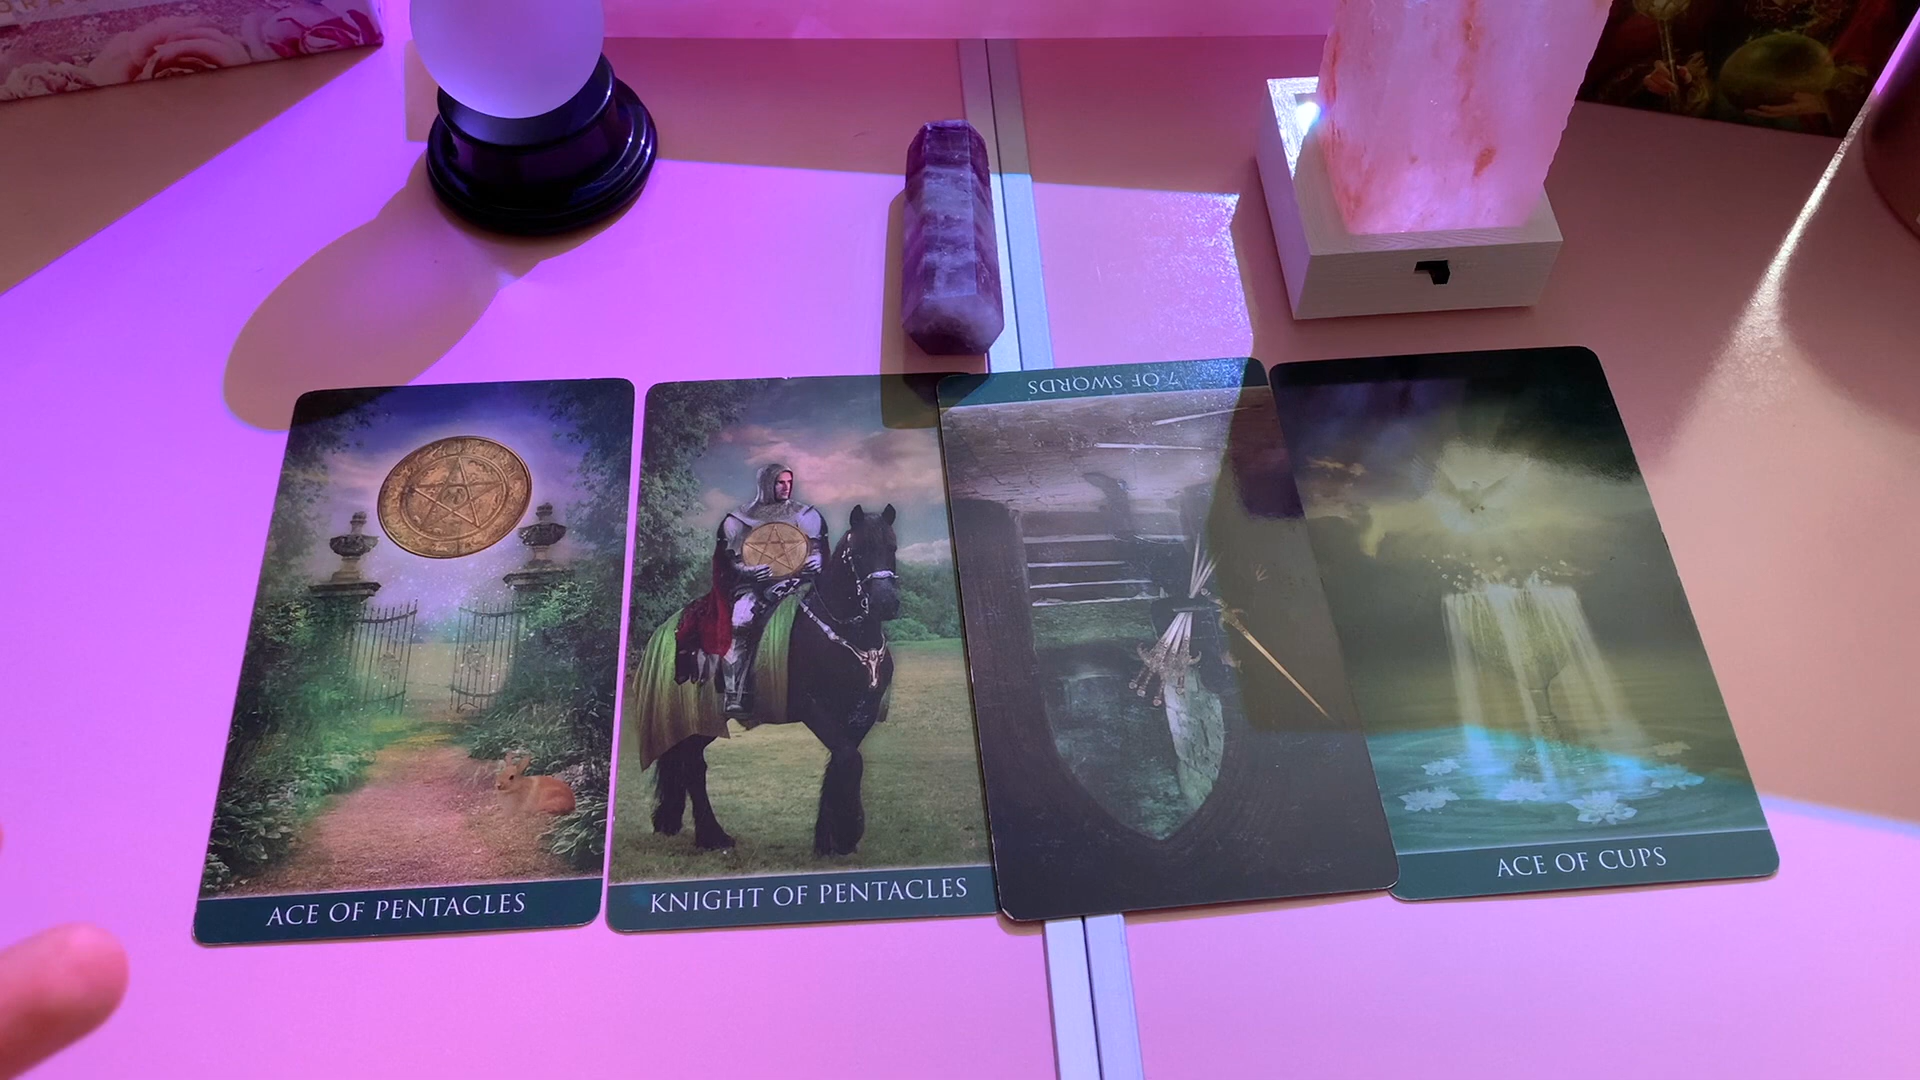 7 OF SWORDS
ACE OF PENTACLES
KNIGHT OF PENTACLES
ACE OF CUPS